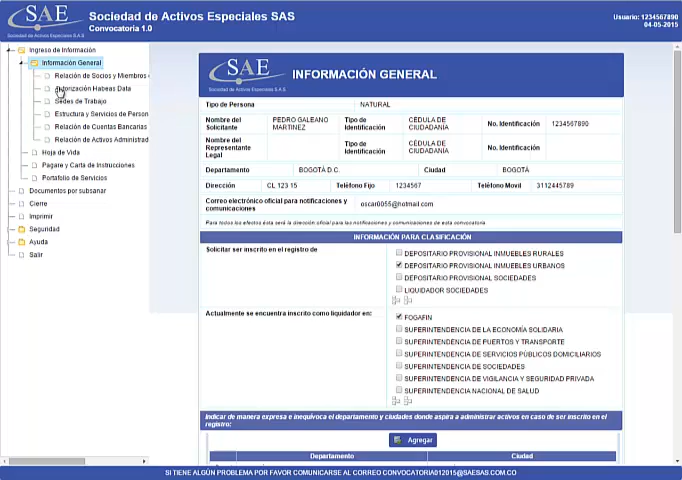 SAE
Sociedad de Activos Especiales S.A.S
Sociedad de Activos Especiales SAS
Convocatoria 1.0
Usuario: 1234567890
04-05-2015
Ingreso de Información
Información General
Relación de Socios y Miembros
Autorización Habeas Data
Sedes de Trabajo
Estructura y Servicios de Person
Relación de Cuentas Bancarias
Relación de Activos Administrad
Hoja de Vida
Pagare y Carta de Instrucciones
Portafolio de Servicios
Documentos por subsanar
Cierre
Imprimir
Seguridad
Ayuda
Salir
SAE
Sociedad de Activos Especiales S.A.S
INFORMACIÓN GENERAL
Tipo de Persona NATURAL
Nombre del Solicitante PEDRO GALEANO MARTINEZ Tipo de Identificación CÉDULA DE CIUDADANÍA No. Identificación 1234567890
Nombre del Representante Legal Tipo de Identificación CÉDULA DE CIUDADANÍA No. Identificación
Departamento BOGOTÁ D.C. Ciudad BOGOTÁ
Dirección CL 123 15 Teléfono Fijo 1234567 Teléfono Movil 3112445789
Correo electrónico oficial para notificaciones y comunicaciones oscar0055@hotmail.com
Para todos los efectos ésta será la dirección oficial para las notificaciones y comunicaciones de esta convocatoria
INFORMACIÓN PARA CLASIFICACIÓN
Solicitar ser inscrito en el registro de
DEPOSITARIO PROVISIONAL INMUEBLES RURALES
DEPOSITARIO PROVISIONAL INMUEBLES URBANOS
DEPOSITARIO PROVISIONAL SOCIEDADES
LIQUIDADOR SOCIEDADES
Actualmente se encuentra inscrito como liquidador en:
FOGAFIN
SUPERINTENDENCIA DE LA ECONOMÍA SOLIDARIA
SUPERINTENDENCIA DE PUERTOS Y TRANSPORTE
SUPERINTENDENCIA DE SERVICIOS PÚBLICOS DOMICILIARIOS
SUPERINTENDENCIA DE SOCIEDADES
SUPERINTENDENCIA DE VIGILANCIA Y SEGURIDAD PRIVADA
SUPERINTENDENCIA NACIONAL DE SALUD
Indicar de manera expresa e inequívoca el departamento y ciudades donde aspira a administrar activos en caso de ser inscrito en el
registro:
Agregar
Departamento Ciudad
SI TIENE ALGÚN PROBLEMA POR FAVOR COMUNICARSE AL CORREO CONVOCATORIA012015@SAESAS.COM.CO